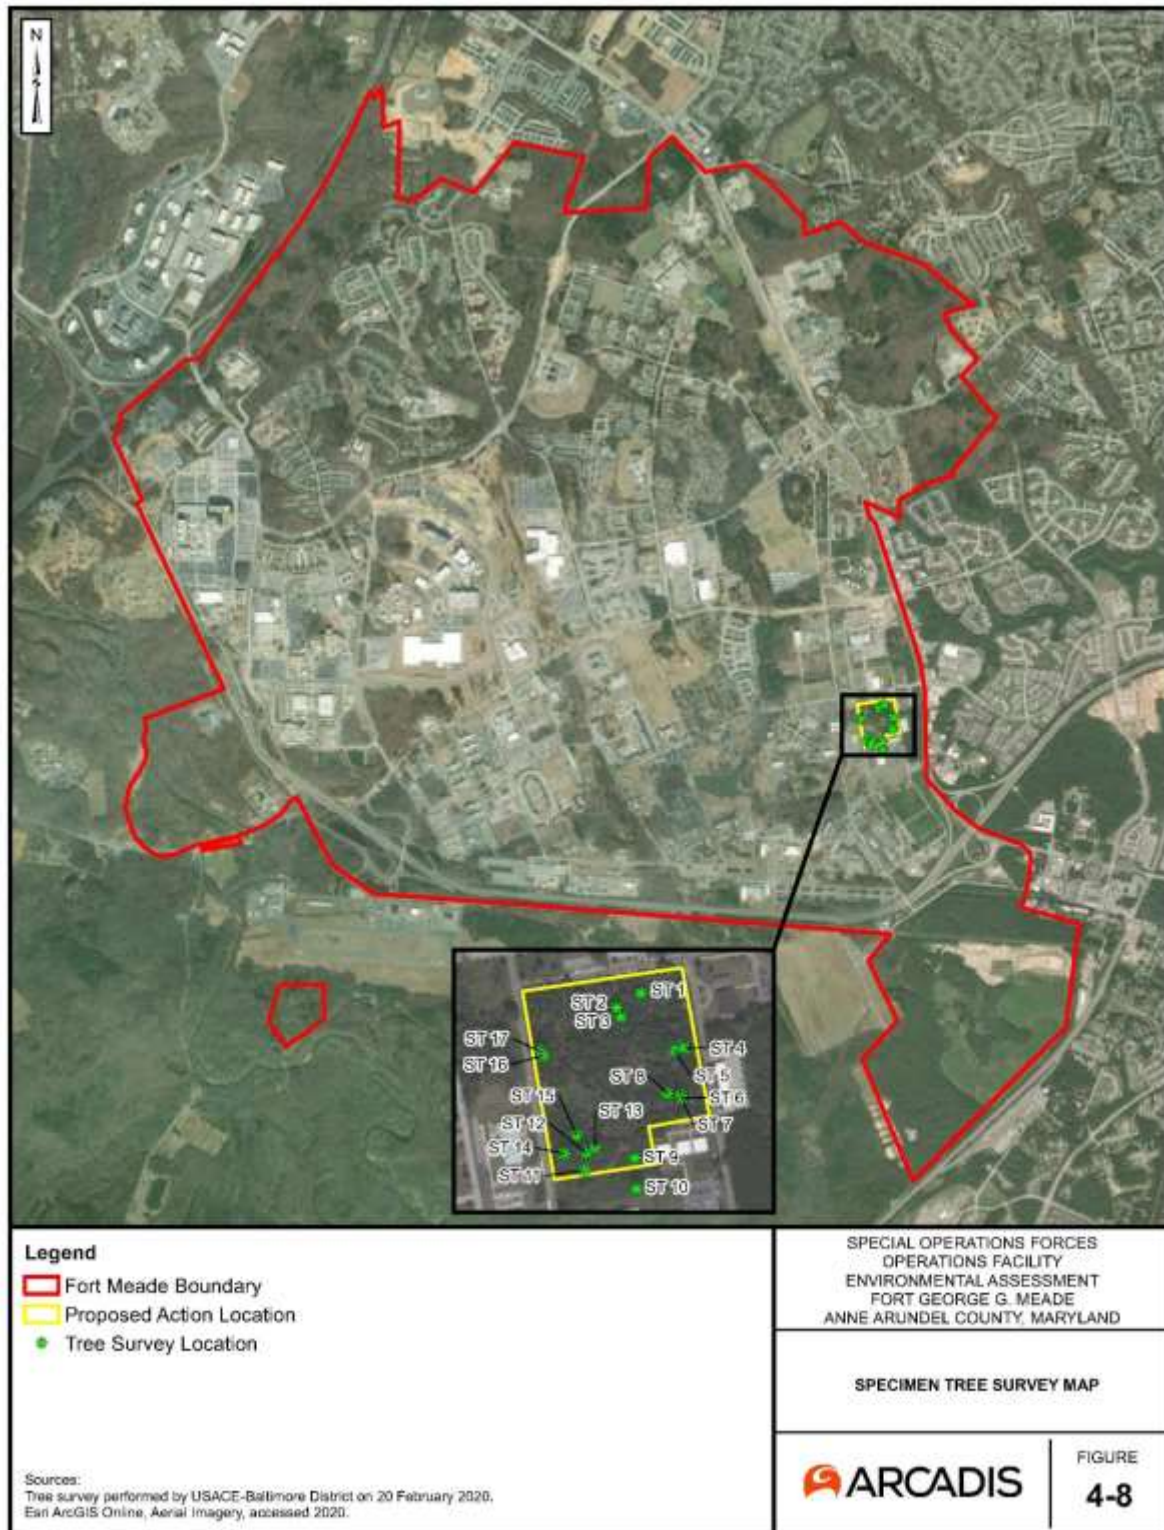 N
ST 1
ST 2
ST 3
ST 17
ST 16
ST 4
ST 5
ST 8
ST 6
ST 15
ST 13
ST 7
ST 12
ST 14
ST 9
ST 11
ST 10
Legend
Fort Meade Boundary
Proposed Action Location
Tree Survey Location
Sources:
Tree survey performed by USACE-Baltimore District on 20 February 2020.
Esri ArcGIS Online, Aerial Imagery, accessed 2020.
SPECIAL OPERATIONS FORCES
OPERATIONS FACILITY
ENVIRONMENTAL ASSESSMENT
FORT GEORGE G. MEADE
ANNE ARUNDEL COUNTY, MARYLAND
SPECIMEN TREE SURVEY MAP
ARCADIS
FIGURE
4-8